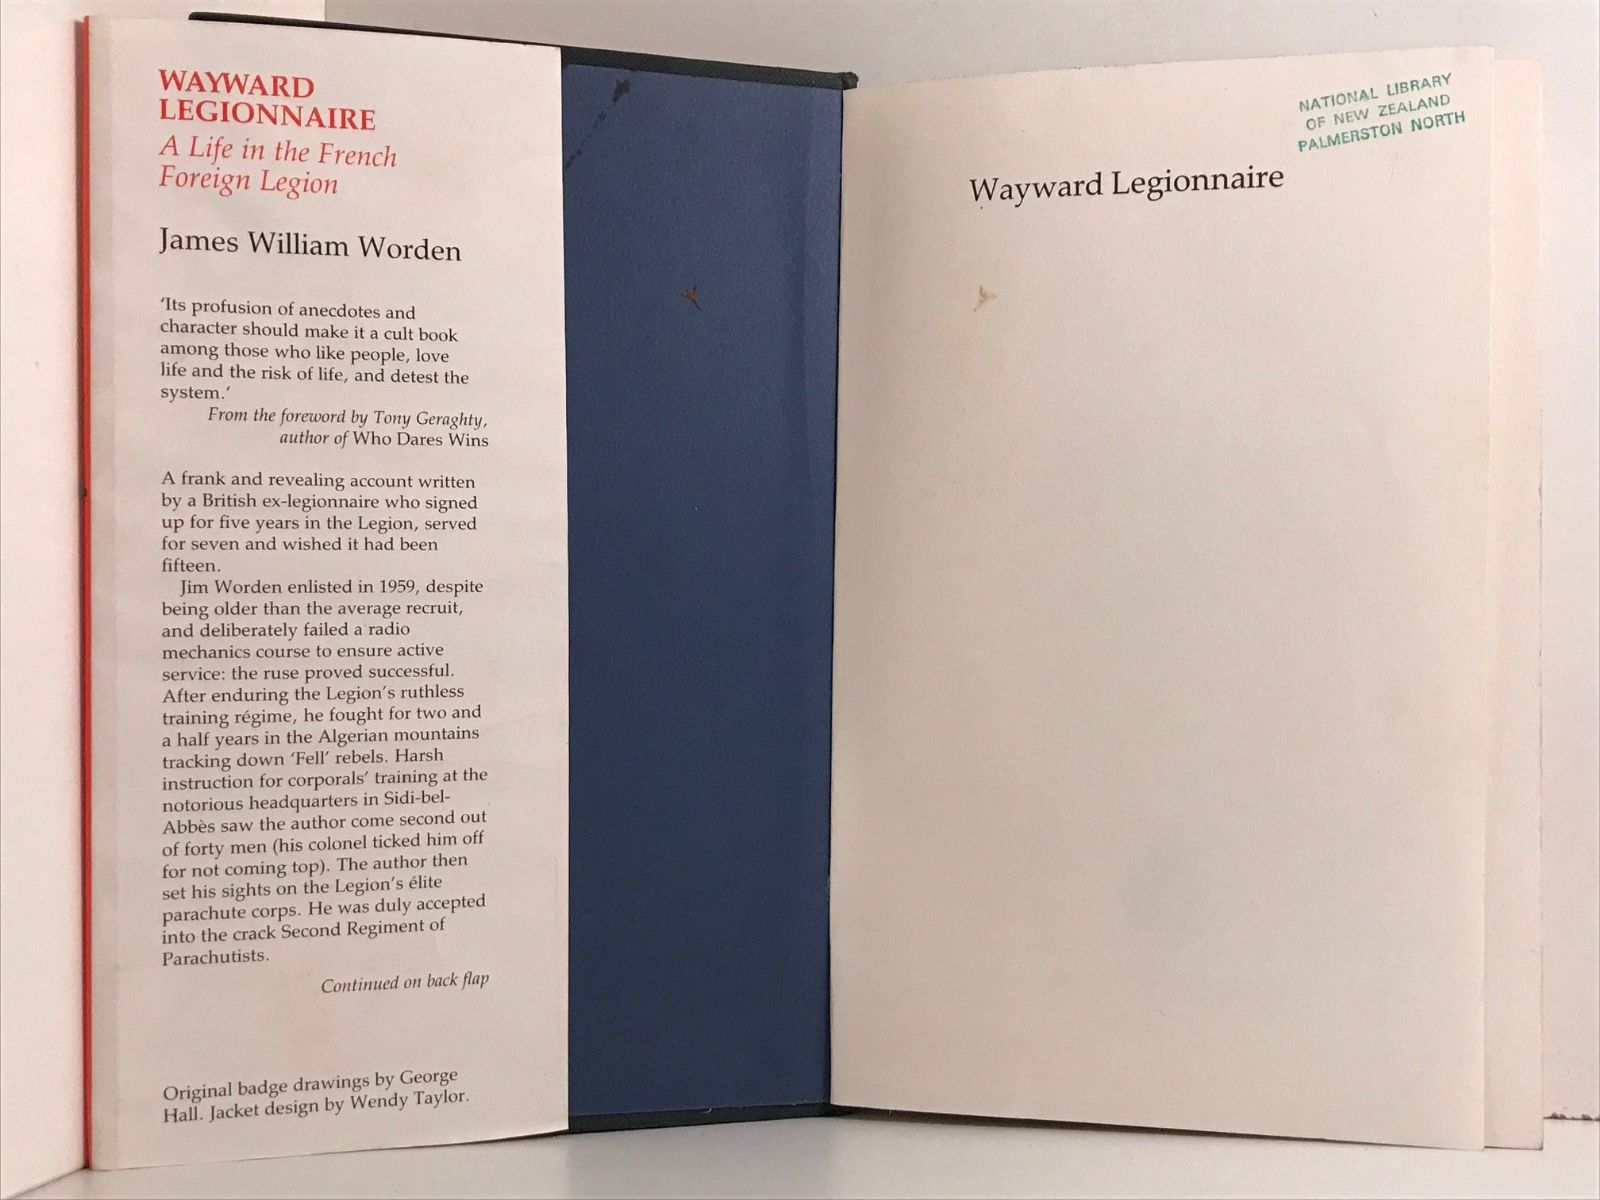 WAYWARD
LEGIONNAIRE
A Life in the French
Foreign Legion
James William Worden
‘Its profusion of anecdotes and
character should make it a cult book
among those who like people, love
life and the risk of life, and detest the
system.’
From the foreword by Tony Geraghty,
author of Who Dares Wins
A frank and revealing account written
by a British ex-legionnaire who signed
up for five years in the Legion, served
for seven and wished it had been
fifteen.
Jim Worden enlisted in 1959, despite
being older than the average recruit,
and deliberately failed a radio
mechanics course to ensure active
service: the ruse proved successful.
After enduring the Legion’s ruthless
training régime, he fought for two and
a half years in the Algerian mountains
tracking down ‘Fell’ rebels. Harsh
instruction for corporals’ training at the
notorious headquarters in Sidi-bel-
Abbès saw the author come second out
of forty men (his colonel ticked him off
for not coming top). The author then
set his sights on the Legion’s élite
parachute corps. He was duly accepted
into the crack Second Regiment of
Parachutists.
Continued on back flap
Original badge drawings by George
Hall. Jacket design by Wendy Taylor.
NATIONAL LIBRARY
OF NEW ZEALAND
PALMERSTON NORTH
Wayward Legionnaire